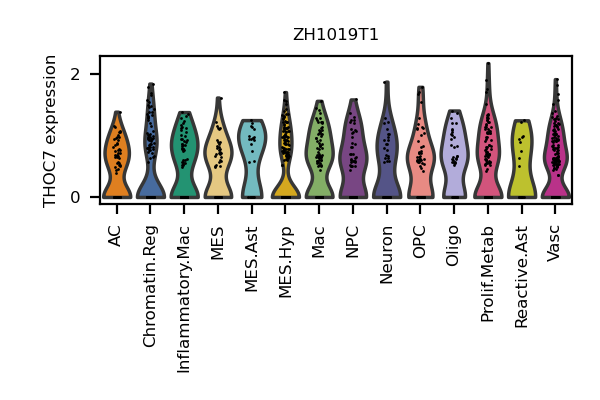 ZH1019T1
THOC7 expression
2
0
AC
Chromatin.Reg
Inflammatory.Mac
MES
MES.Ast
MES.Hyp
Mac
NPC
Neuron
OPC
Oligo
Prolif.Metab
Reactive.Ast
Vasc